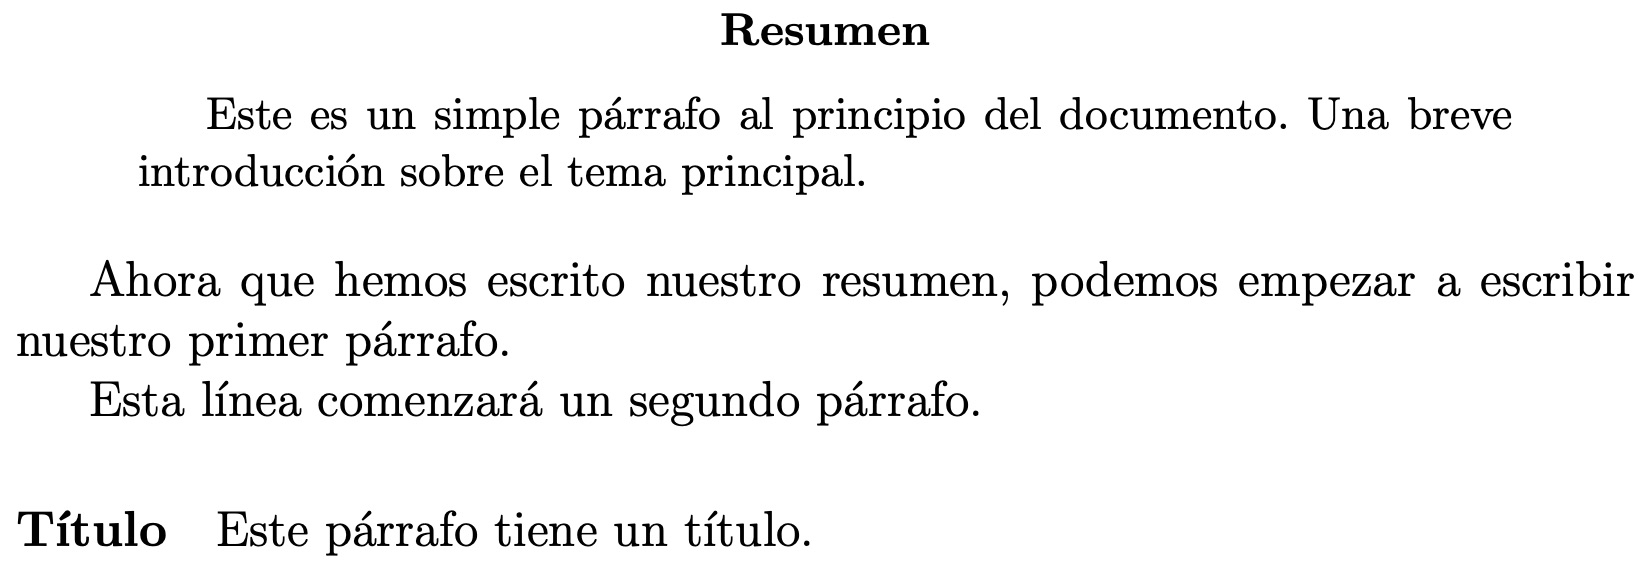 Resumen
Este es un simple párrafo al principio del documento. Una breve
introducción sobre el tema principal.
Ahora que hemos escrito nuestro resumen, podemos empezar a escribir
nuestro primer párrafo.
Esta línea comenzará un segundo párrafo.
Título Este párrafo tiene un título.